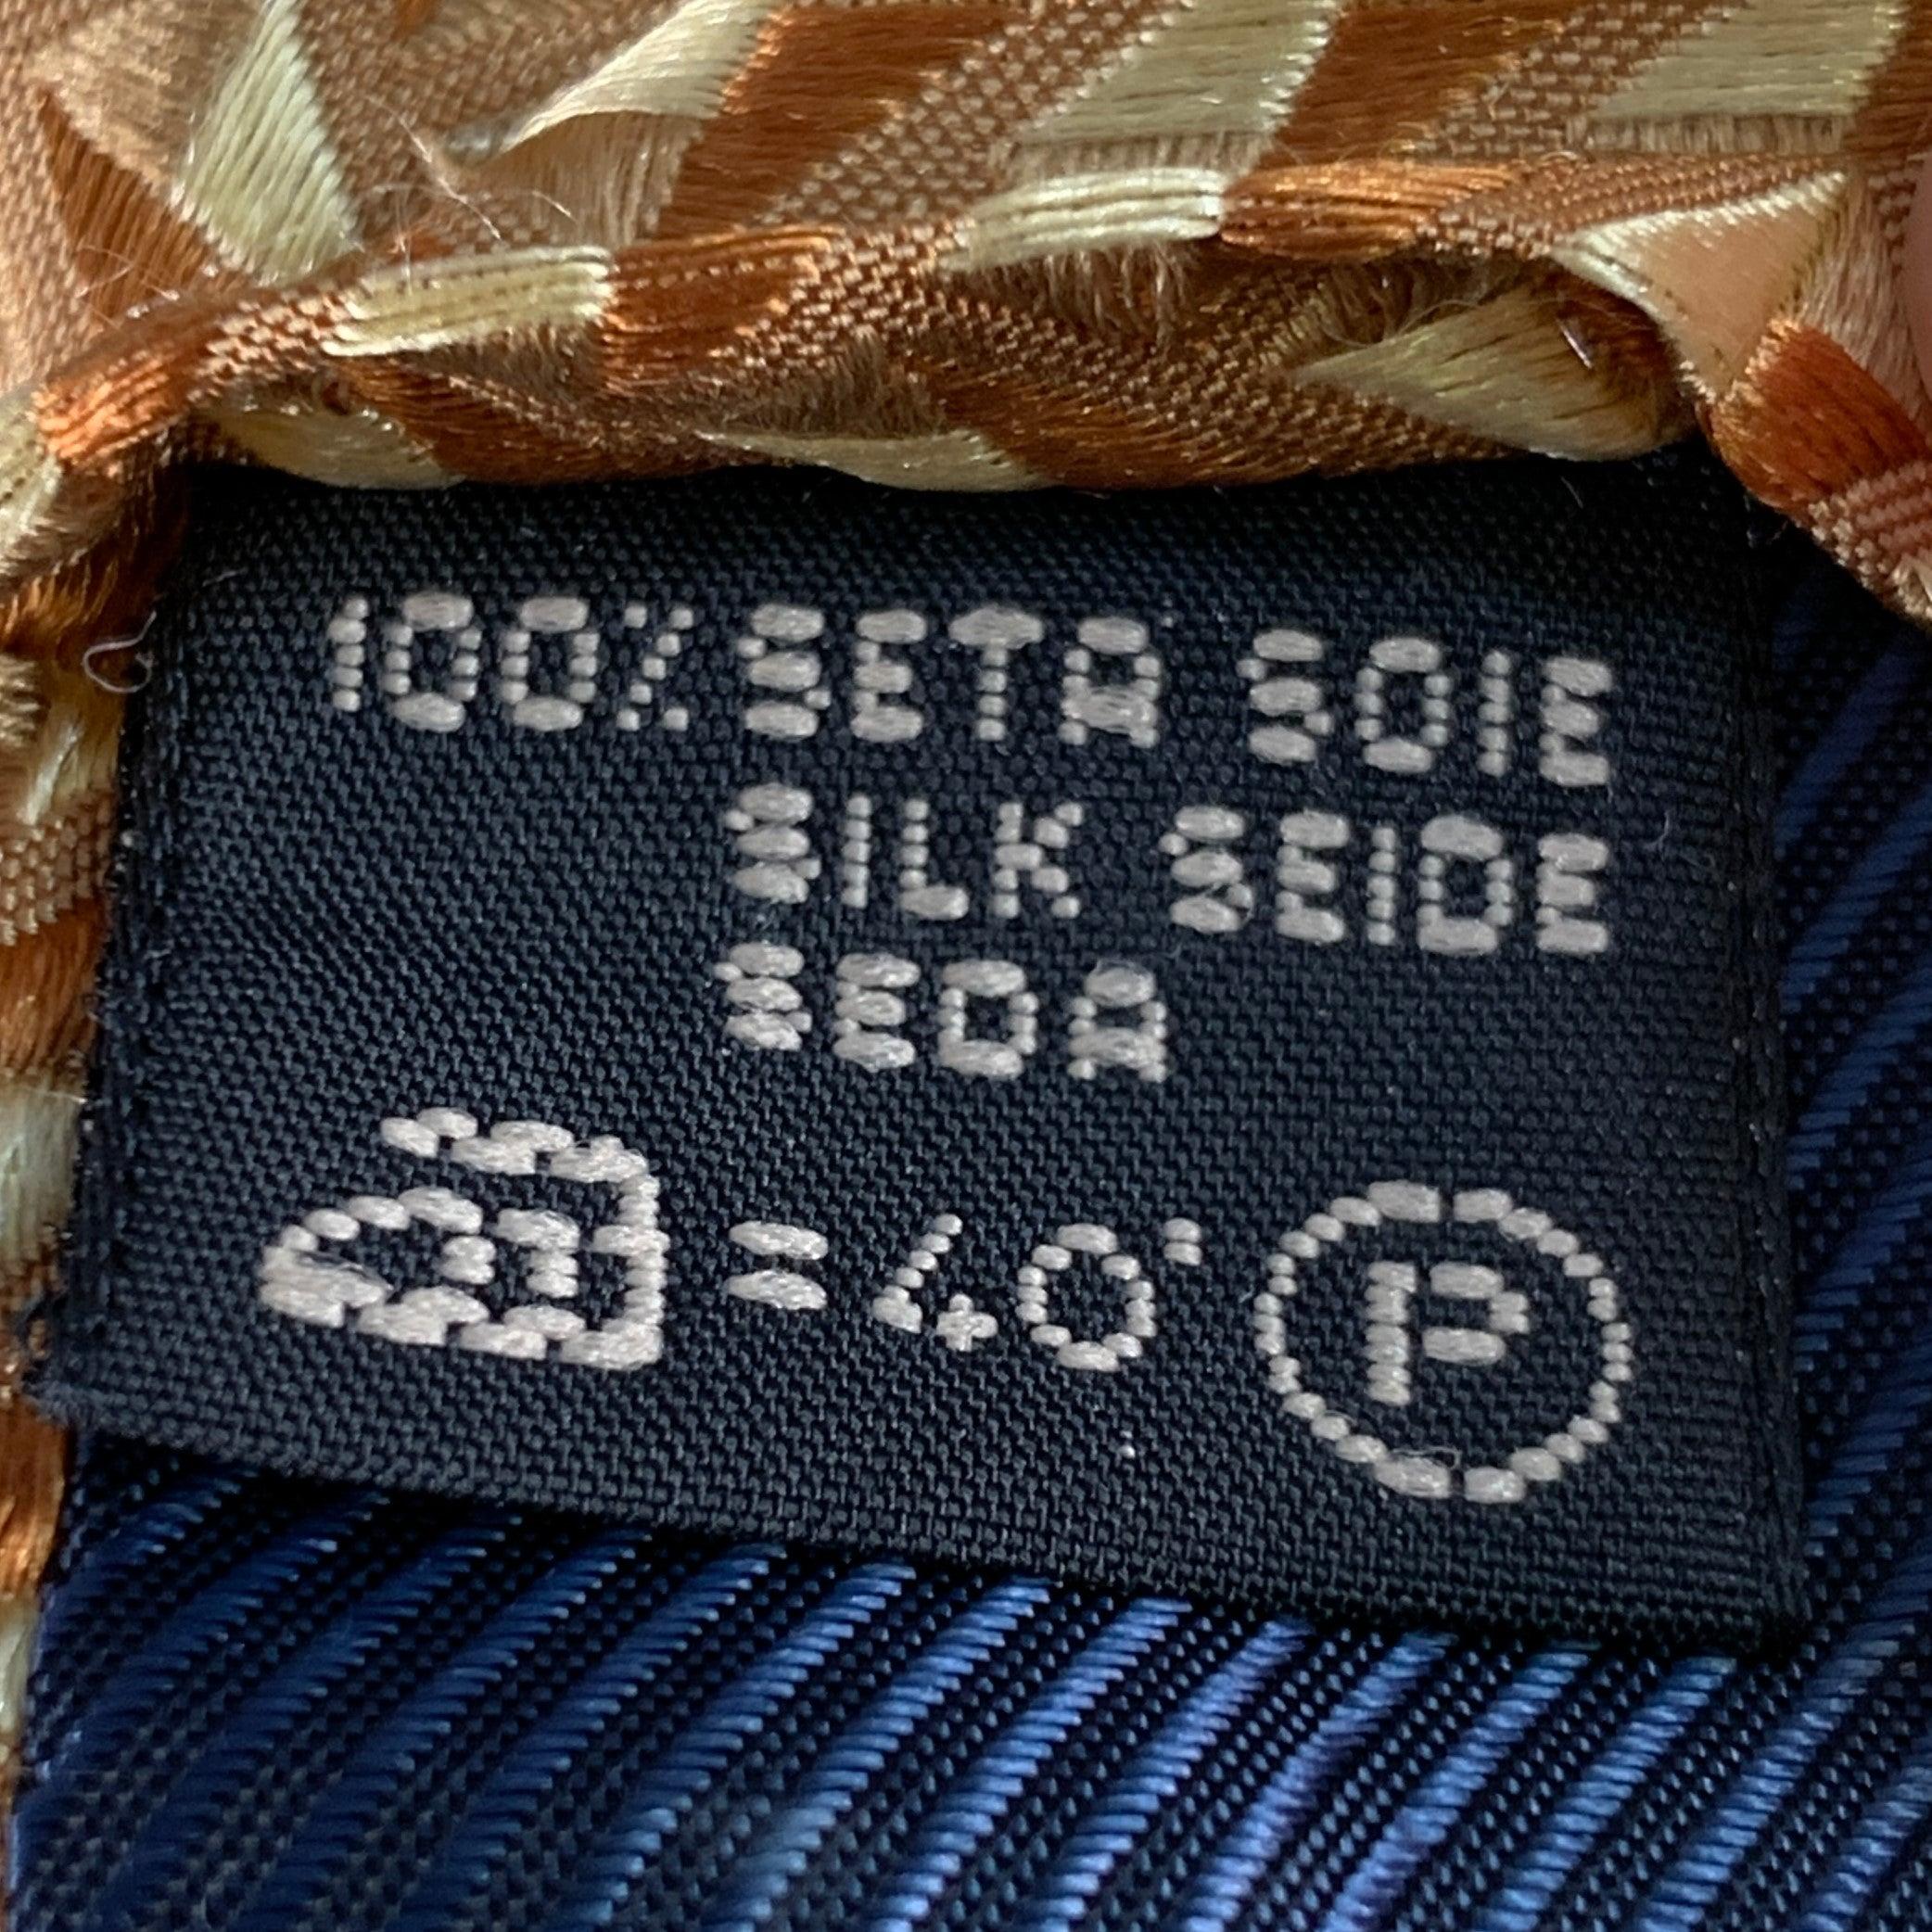 100% SETA SOIE
SILK SEIDE
SEDA
= 40° P